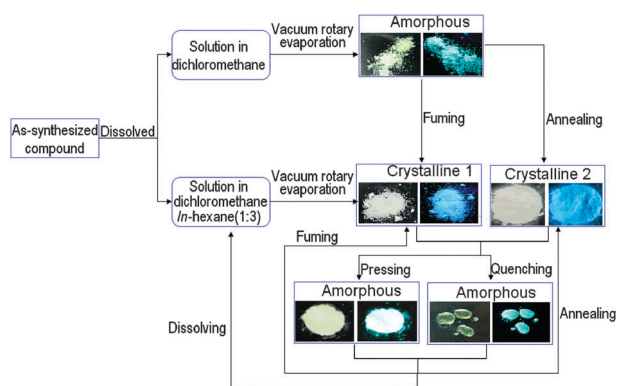 Vacuum rotary
evaporation
Amorphous
Solution in
dichloromethane
Fuming
Annealing
As-synthesized
compound
Dissolved
Solution in
dichloromethane
/n-hexane(1:3)
Vacuum rotary
evaporation
Crystalline 1
Crystalline 2
Fuming
Pressing
Quenching
Amorphous
Amorphous
Dissolving
Annealing